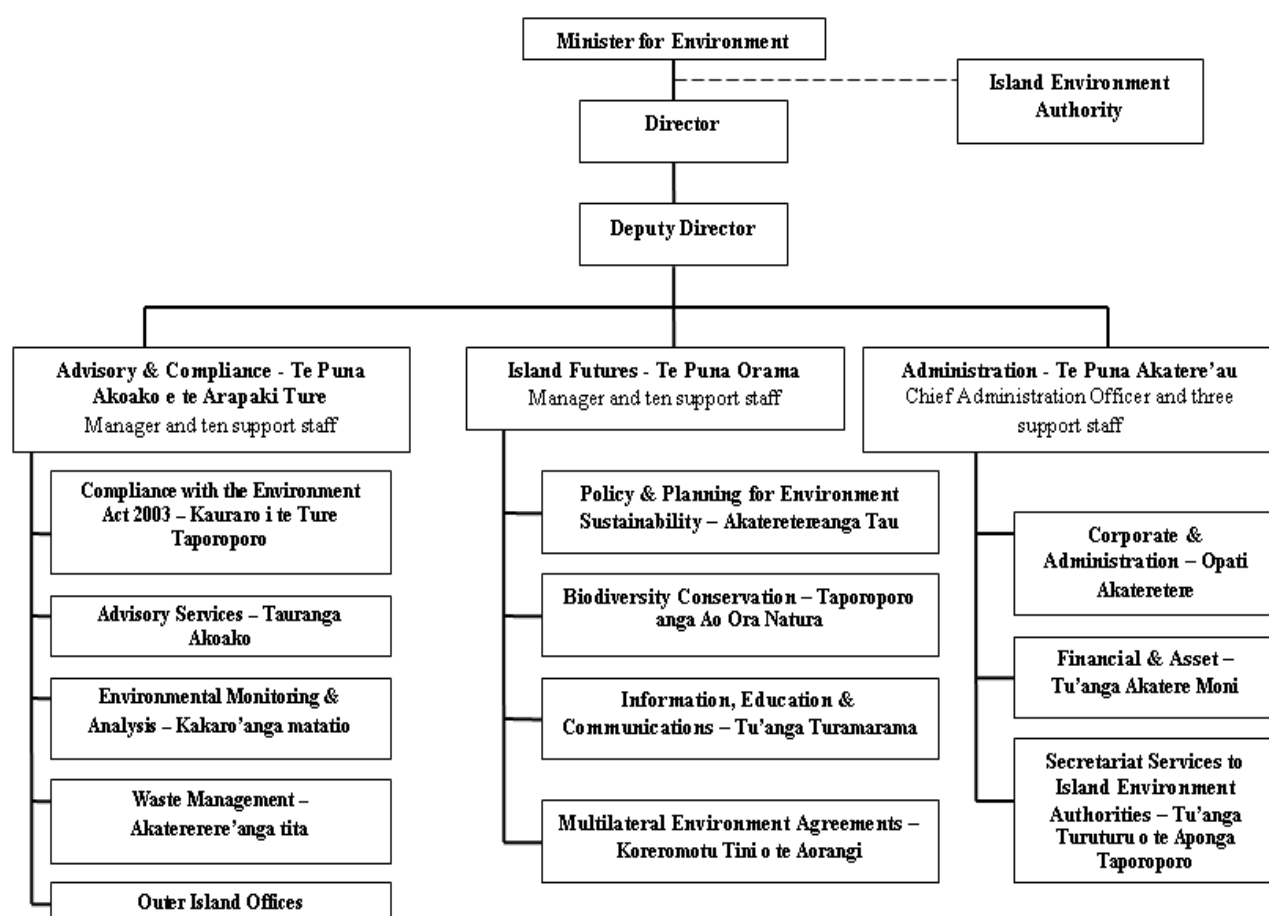 Minister for Environment
Island Environment
Authority
Director
Deputy Director
Advisory & Compliance - Te Puna
Akoako e te Arapaki Ture
Manager and ten support staff
Compliance with the Environment
Act 2003 – Kauraro i te Ture
Taporoporo
Advisory Services – Tauranga
Akoako
Environmental Monitoring &
Analysis – Kakaro'anga matatio
Waste Management –
Akatererere'anga tita
Outer Island Offices
Island Futures - Te Puna Orama
Manager and ten support staff
Policy & Planning for Environment
Sustainability – Akateretereanga Tau
Biodiversity Conservation – Taporoporo
anga Ao Ora Natura
Information, Education &
Communications – Tu'anga Turamarama
Multilateral Environment Agreements –
Koreromotu Tini o te Aorangi
Administration - Te Puna Akatere'au
Chief Administration Officer and three
support staff
Corporate &
Administration – Opati
Akateretere
Financial & Asset –
Tu'anga Akatere Moni
Secretariat Services to
Island Environment
Authorities – Tu'anga
Turuturu o te Aponga
Taporoporo